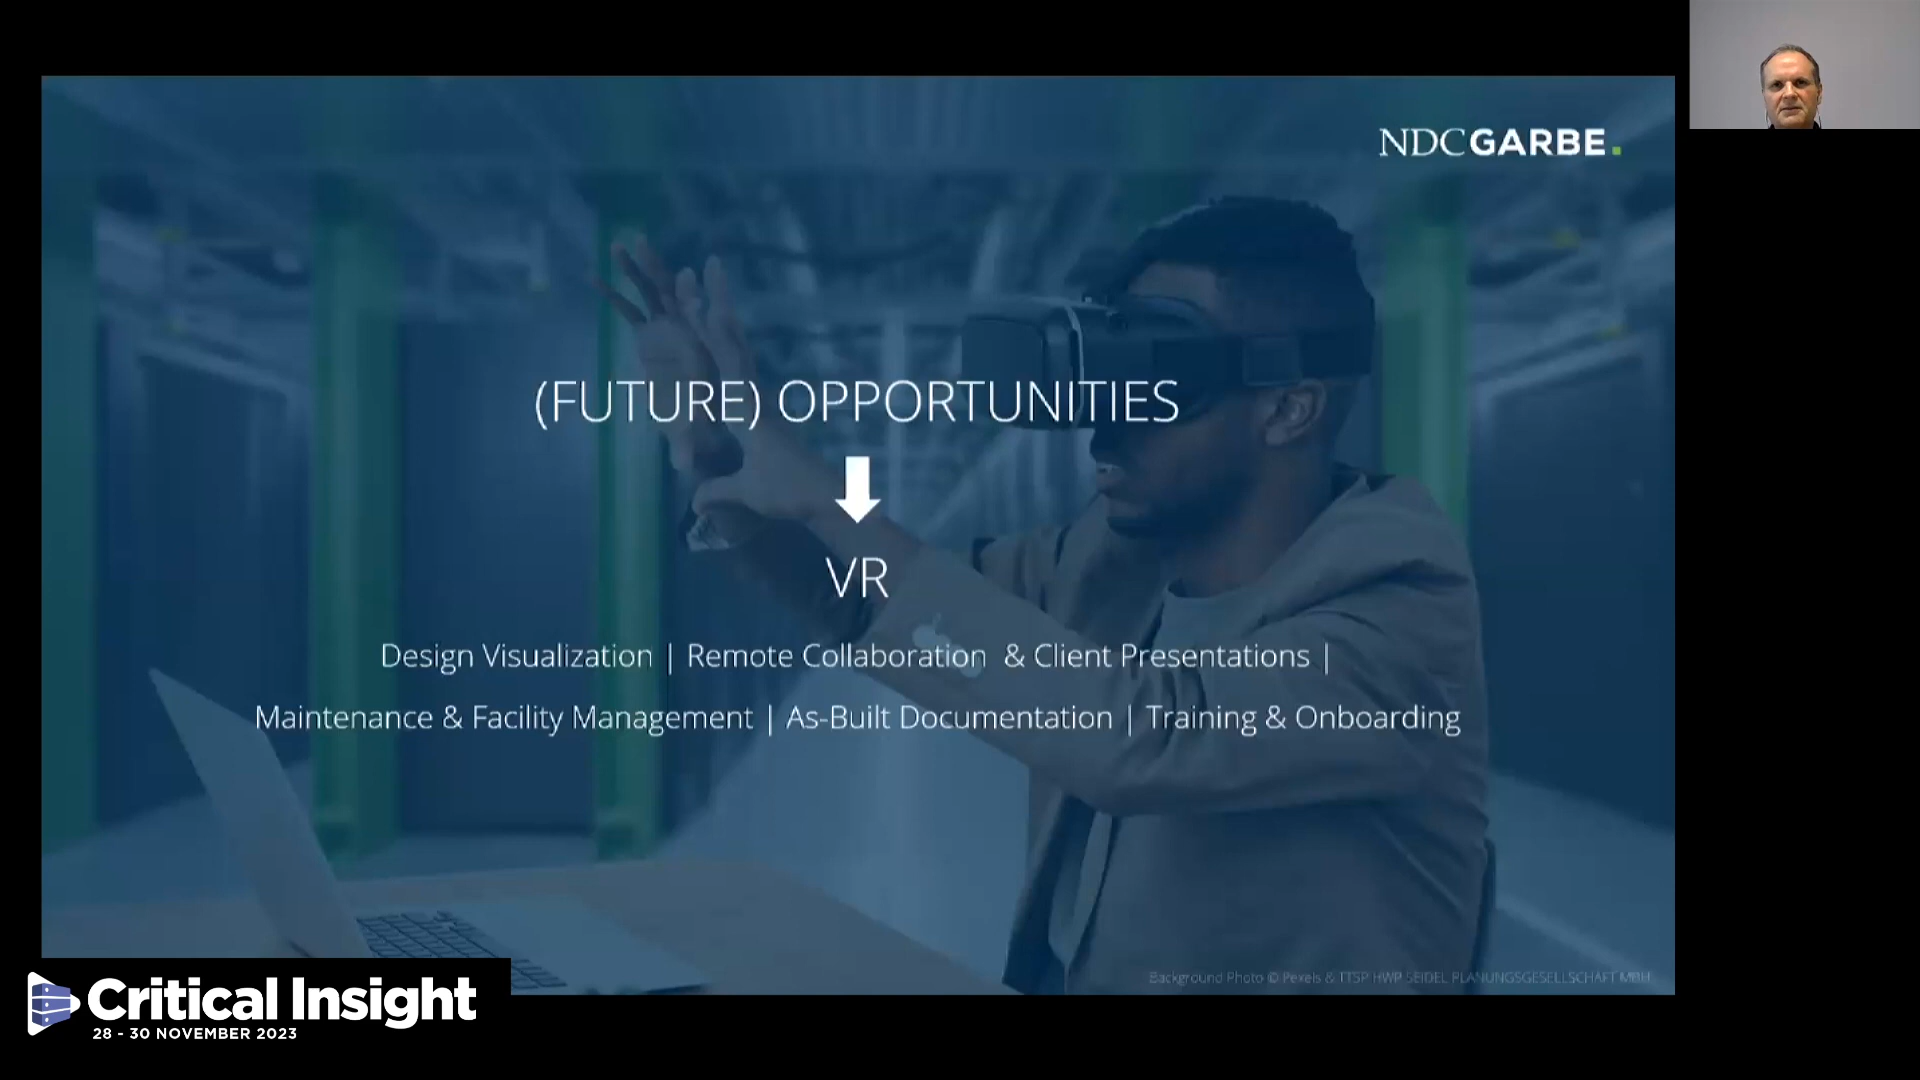 NDCGARBE.
(FUTURE) OPPORTUNITIES
VR
Design Visualization | Remote Collaboration & Client Presentations |
Maintenance & Facility Management | As-Built Documentation | Training & Onboarding
Background Photo © Pexels & TTSP HWP SEIDEL PLANUNGSGESELLSCHAFT MBH
Critical Insight
28 - 30 NOVEMBER 2023